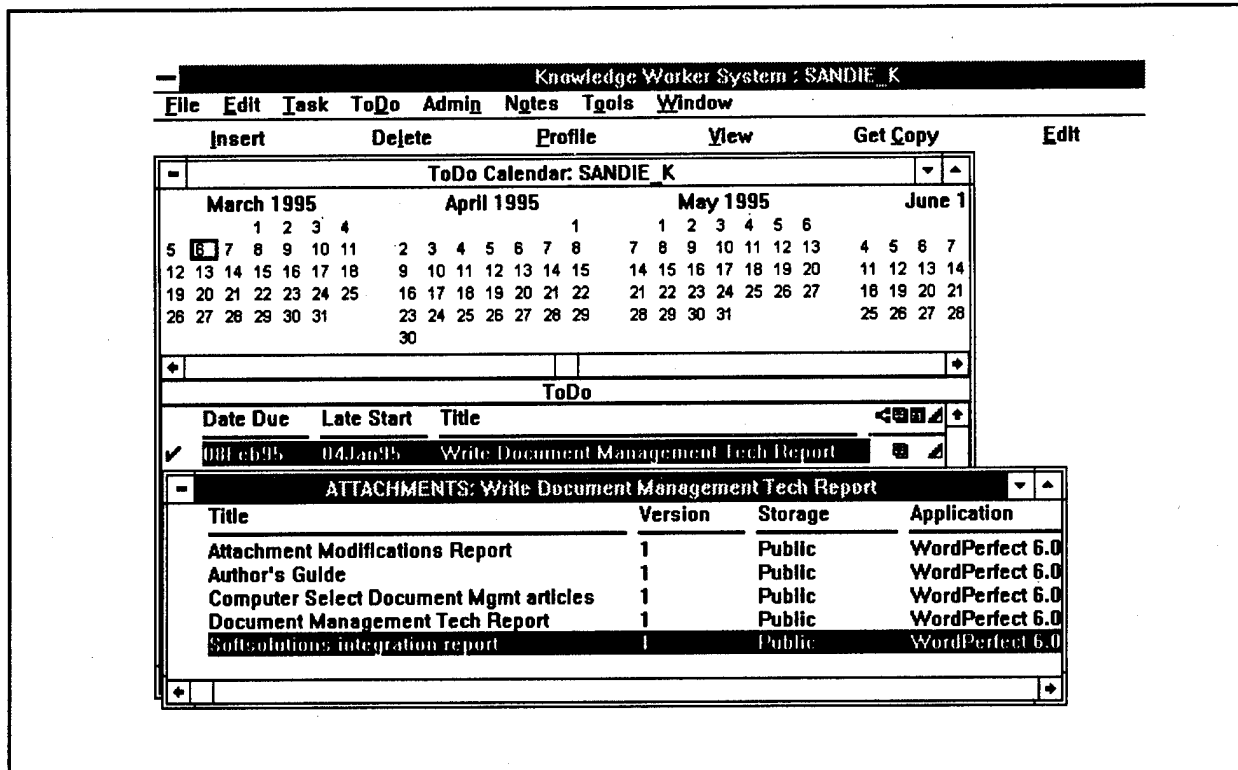 Knowledge Worker System : SANDIE_K
File Edit Task ToDo Admin Notes Tools Window
Insert Delete Profile View Get Copy Edit
ToDo Calendar: SANDIE_K
March 1995 April 1995 May 1995 June 1
1 2 3 4 1 1 2 3 4 5 6
5 6 7 8 9 10 11 2 3 4 5 6 7 8 7 8 9 10 11 12 13 4 5 6 7
12 13 14 15 16 17 18 9 10 11 12 13 14 15 14 15 16 17 18 19 20 11 12 13 14
19 20 21 22 23 24 25 16 17 18 19 20 21 22 21 22 23 24 25 26 27 18 19 20 21
26 27 28 29 30 31 23 24 25 26 27 28 29 28 29 30 31 25 26 27 28
30
ToDo
Date Due Late Start Title
08Feb95 04Jan95 Write Document Management Tech Report
ATTACHMENTS: Write Document Management Tech Report
Title Version Storage Application
Attachment Modifications Report 1 Public WordPerfect 6.0
Author's Guide 1 Public WordPerfect 6.0
Computer Select Document Mgmt articles 1 Public WordPerfect 6.0
Document Management Tech Report 1 Public WordPerfect 6.0
Softsolutions integration report 1 Public WordPerfect 6.0